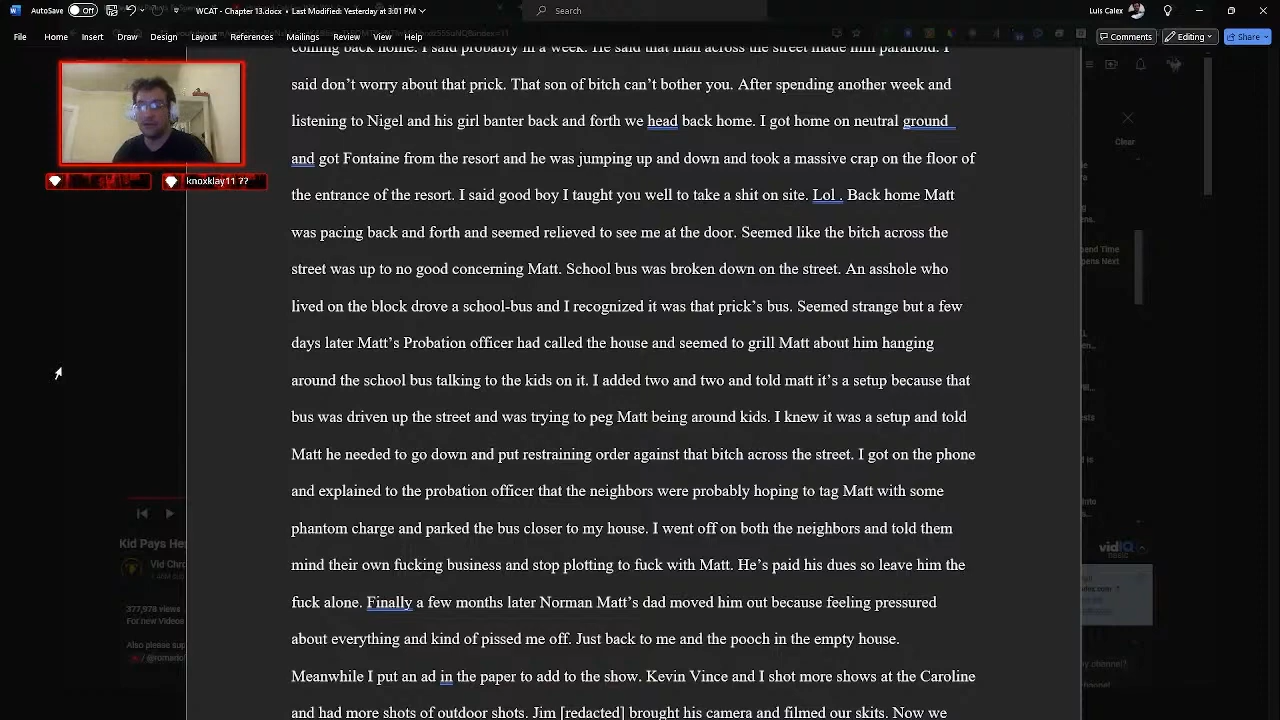 AutoSave Off WCAT - Chapter 13.docx • Last Modified: Yesterday at 3:01 PM Search Luis Calex
File Home Insert Draw Design Layout References Mailings Review View Help Comments Editing Share
coming back home. I said probably in a week. He said that man across the street made him paranoid. I
said don't worry about that prick. That son of bitch can't bother you. After spending another week and
listening to Nigel and his girl banter back and forth we head back home. I got home on neutral ground
and got Fontaine from the resort and he was jumping up and down and took a massive crap on the floor of
the entrance of the resort. I said good boy I taught you well to take a shit on site. Lol. Back home Matt
was pacing back and forth and seemed relieved to see me at the door. Seemed like the bitch across the
street was up to no good concerning Matt. School bus was broken down on the street. An asshole who
lived on the block drove a school-bus and I recognized it was that prick's bus. Seemed strange but a few
days later Matt's Probation officer had called the house and seemed to grill Matt about him hanging
around the school bus talking to the kids on it. I added two and two and told matt it's a setup because that
bus was driven up the street and was trying to peg Matt being around kids. I knew it was a setup and told
Matt he needed to go down and put restraining order against that bitch across the street. I got on the phone
and explained to the probation officer that the neighbors were probably hoping to tag Matt with some
phantom charge and parked the bus closer to my house. I went off on both the neighbors and told them
mind their own fucking business and stop plotting to fuck with Matt. He's paid his dues so leave him the
fuck alone. Ffify a few months later Norman Matt's dad moved him out because feeling pressured
about everything and kind of pissed me off. Just back to me and the pooch in the empty house.
Meanwhile I put an ad in the paper to add to the show. Kevin Vince and I shot more shows at the Caroline
and had more shots of outdoor shots. Jim [redacted] brought his camera and filmed our skits. Now we
knoxklay11 ??
Clear
Kid Pays Her
Vid Chro
377,978 views
For new Videos
Also please sup
/ @romado
vidIQ
basic